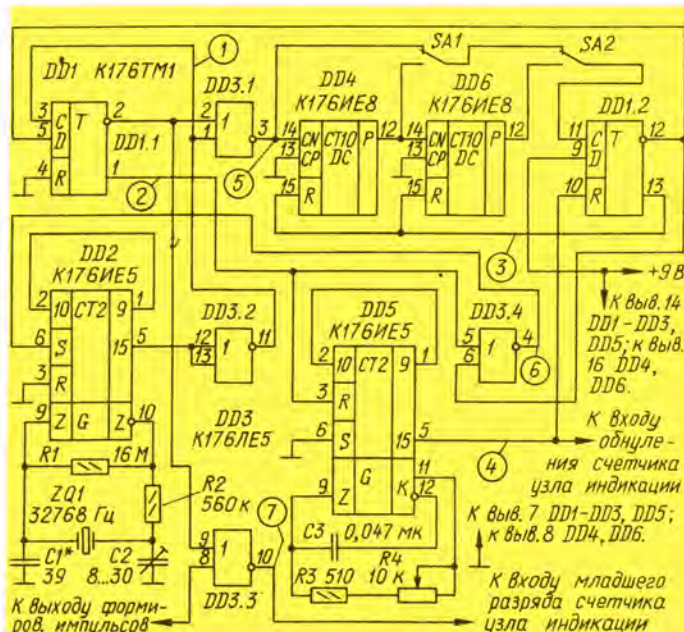 1
SA1
SA2
DD1 К176ТМ1
DD3.1
DD4
К176ИЕ8
DD6
К176ИЕ8
DD1.2
3 C T 2
5 D
4 R 1
DD1.1
2 1 3
1
14 CN CT10 P 12
13 CP DC
15 R
14 CN CT10 P 12
13 CP DC
15 R
11 C T 12
9 D
10 R 13
2
5
3
DD2
К176ИЕ5
2 10 CT2 9 1
6 S 15 5
3 R
9 Z G Z 10
DD3.2
12 1 11
13
DD5
К176ИЕ5
2 10 CT2 9 1
3 R
6 S 15 5
9 Z G К 11
12
DD3.4
5 1 4
6
6
+9 В
К выв. 14
DD1-DD3,
DD5; к выв.
16 DD4,
DD6.
DD3
К176ЛЕ5
4
К входу
обнуле-
ния счетчика
узла индикации
R1 16 М
R2
560 к
ZQ1
32768 Гц
C1*
39
C2
8...30
7
9 1 10
8
DD3.3
C3 0,047 мк
R3 510
R4
10 к
К выв. 7 DD1-DD3, DD5;
к выв. 8 DD4, DD6.
К выходу форми-
ров. импульсов
К входу младшего
разряда счетчика
узла индикации